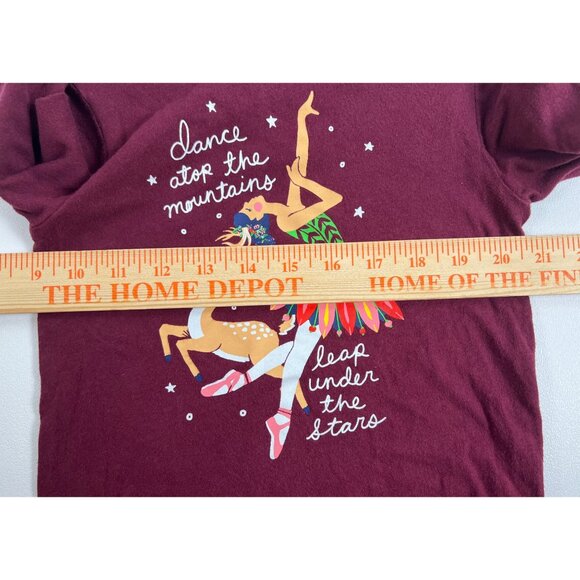 dance
atop the
mountains
9 10 11 12 13 14 15 16 17 18 19 20 21
THE HOME DEPOT HOME OF THE FIN
leap
under
the
stars